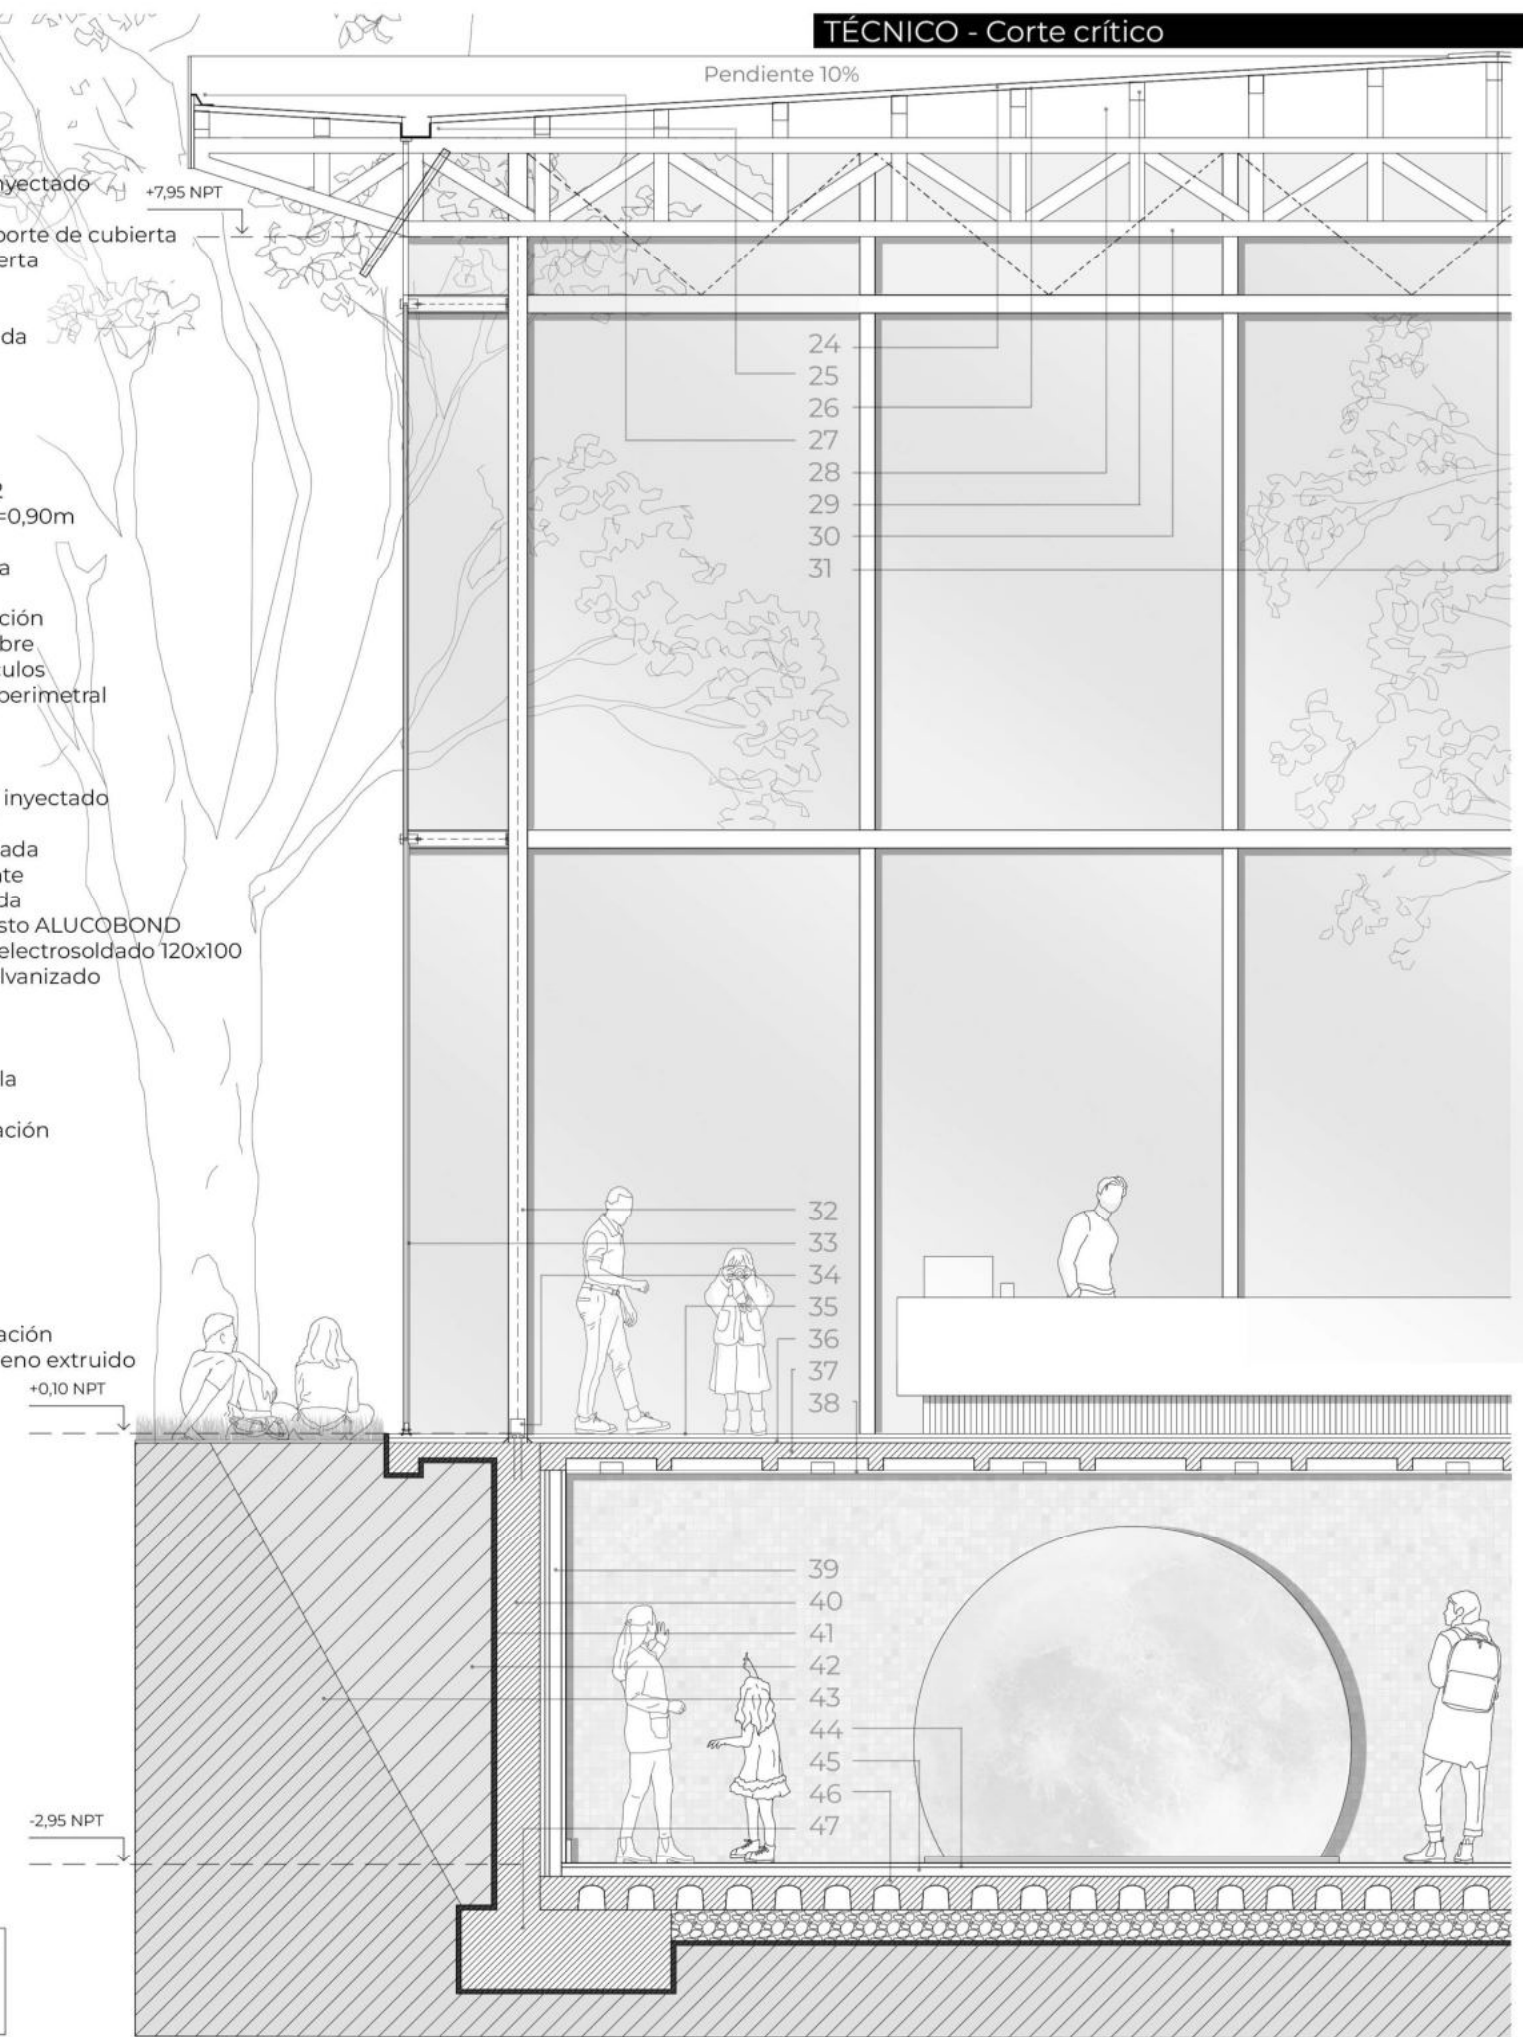 TÉCNICO - Corte crítico
Pendiente 10%
nyectado
+7,95 NPT
porte de cubierta
erta
da
2
=0,90m
a
ción
bre
culos
perimetral
inyectado
ada
nte
da
sto ALUCOBOND
electrosoldado 120x100
lvanizado
la
ación
ación
eno extruido
+0,10 NPT
-2,95 NPT
24
25
26
27
28
29
30
31
32
33
34
35
36
37
38
39
40
41
42
43
44
45
46
47